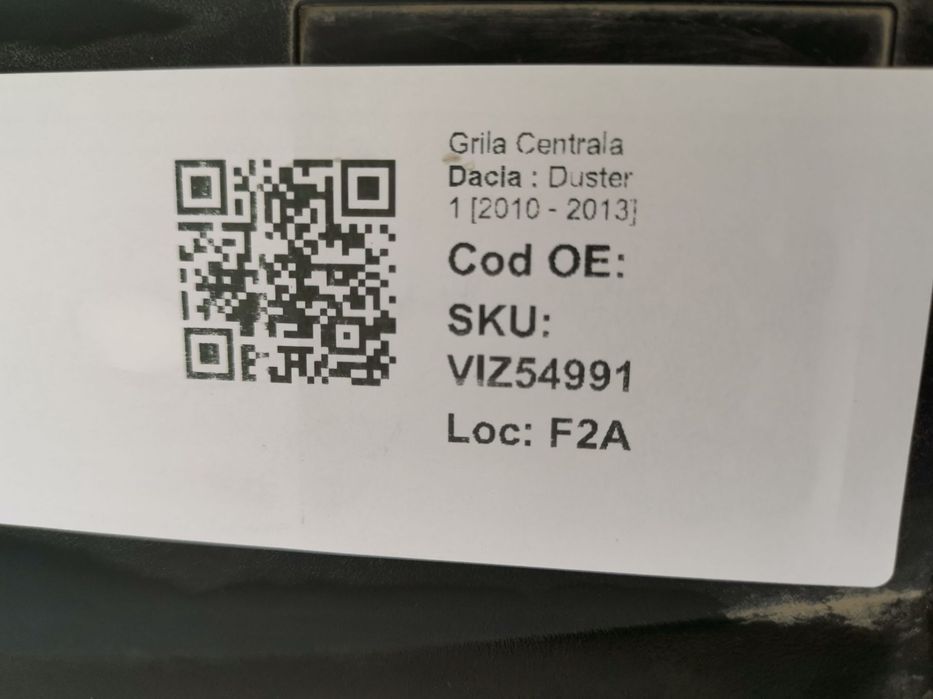 Grila Centrala
Dacia : Duster
1 [2010 - 2013]
Cod OE:
SKU:
VIZ54991
Loc: F2A